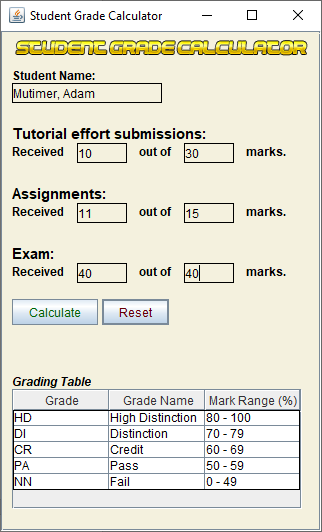 Student Grade Calculator
STUDENT GRADE CALCULATOR
Student Name:
Mutimer, Adam
Tutorial effort submissions:
Received 10 out of 30 marks.
Assignments:
Received 11 out of 15 marks.
Exam:
Received 40 out of 40 marks.
Calculate Reset
Grading Table
Grade Grade Name Mark Range (%)
HD High Distinction 80 - 100
DI Distinction 70 - 79
CR Credit 60 - 69
PA Pass 50 - 59
NN Fail 0 - 49